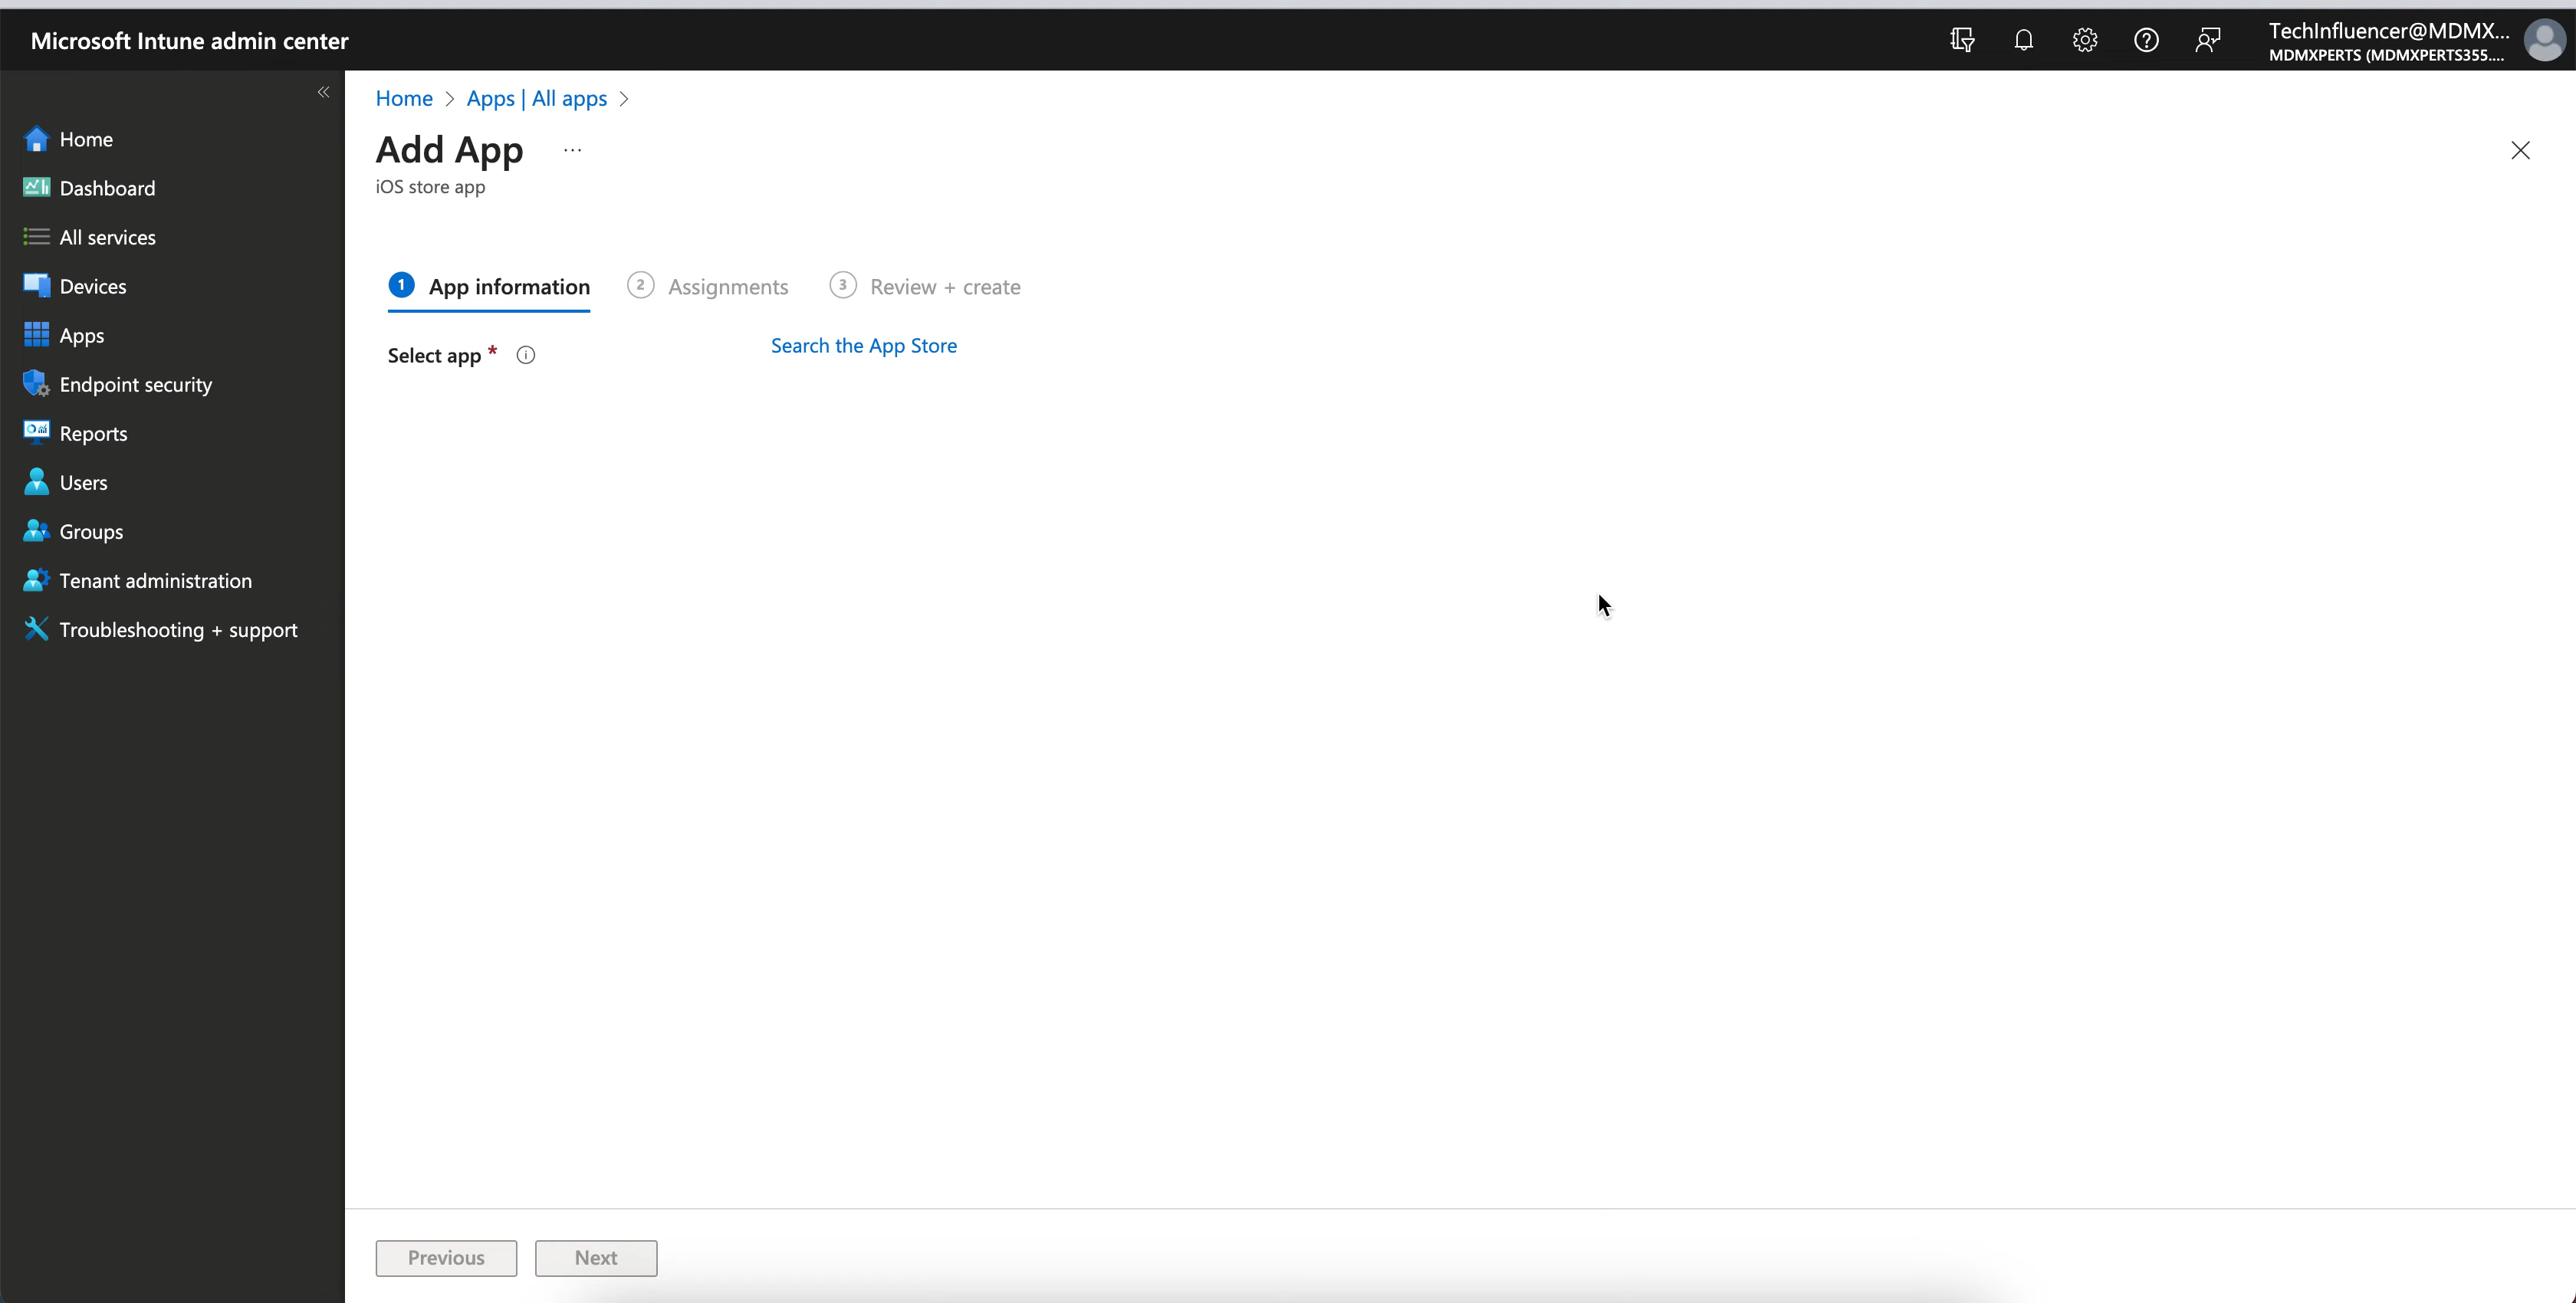 Microsoft Intune admin center
TechInfluencer@MDMX...
MDMXPERTS (MDMXPERTS355....
Home
Dashboard
All services
Devices
Apps
Endpoint security
Reports
Users
Groups
Tenant administration
Troubleshooting + support
Home > Apps | All apps >
Add App ...
iOS store app
1 App information 2 Assignments 3 Review + create
Select app * Search the App Store
Previous Next